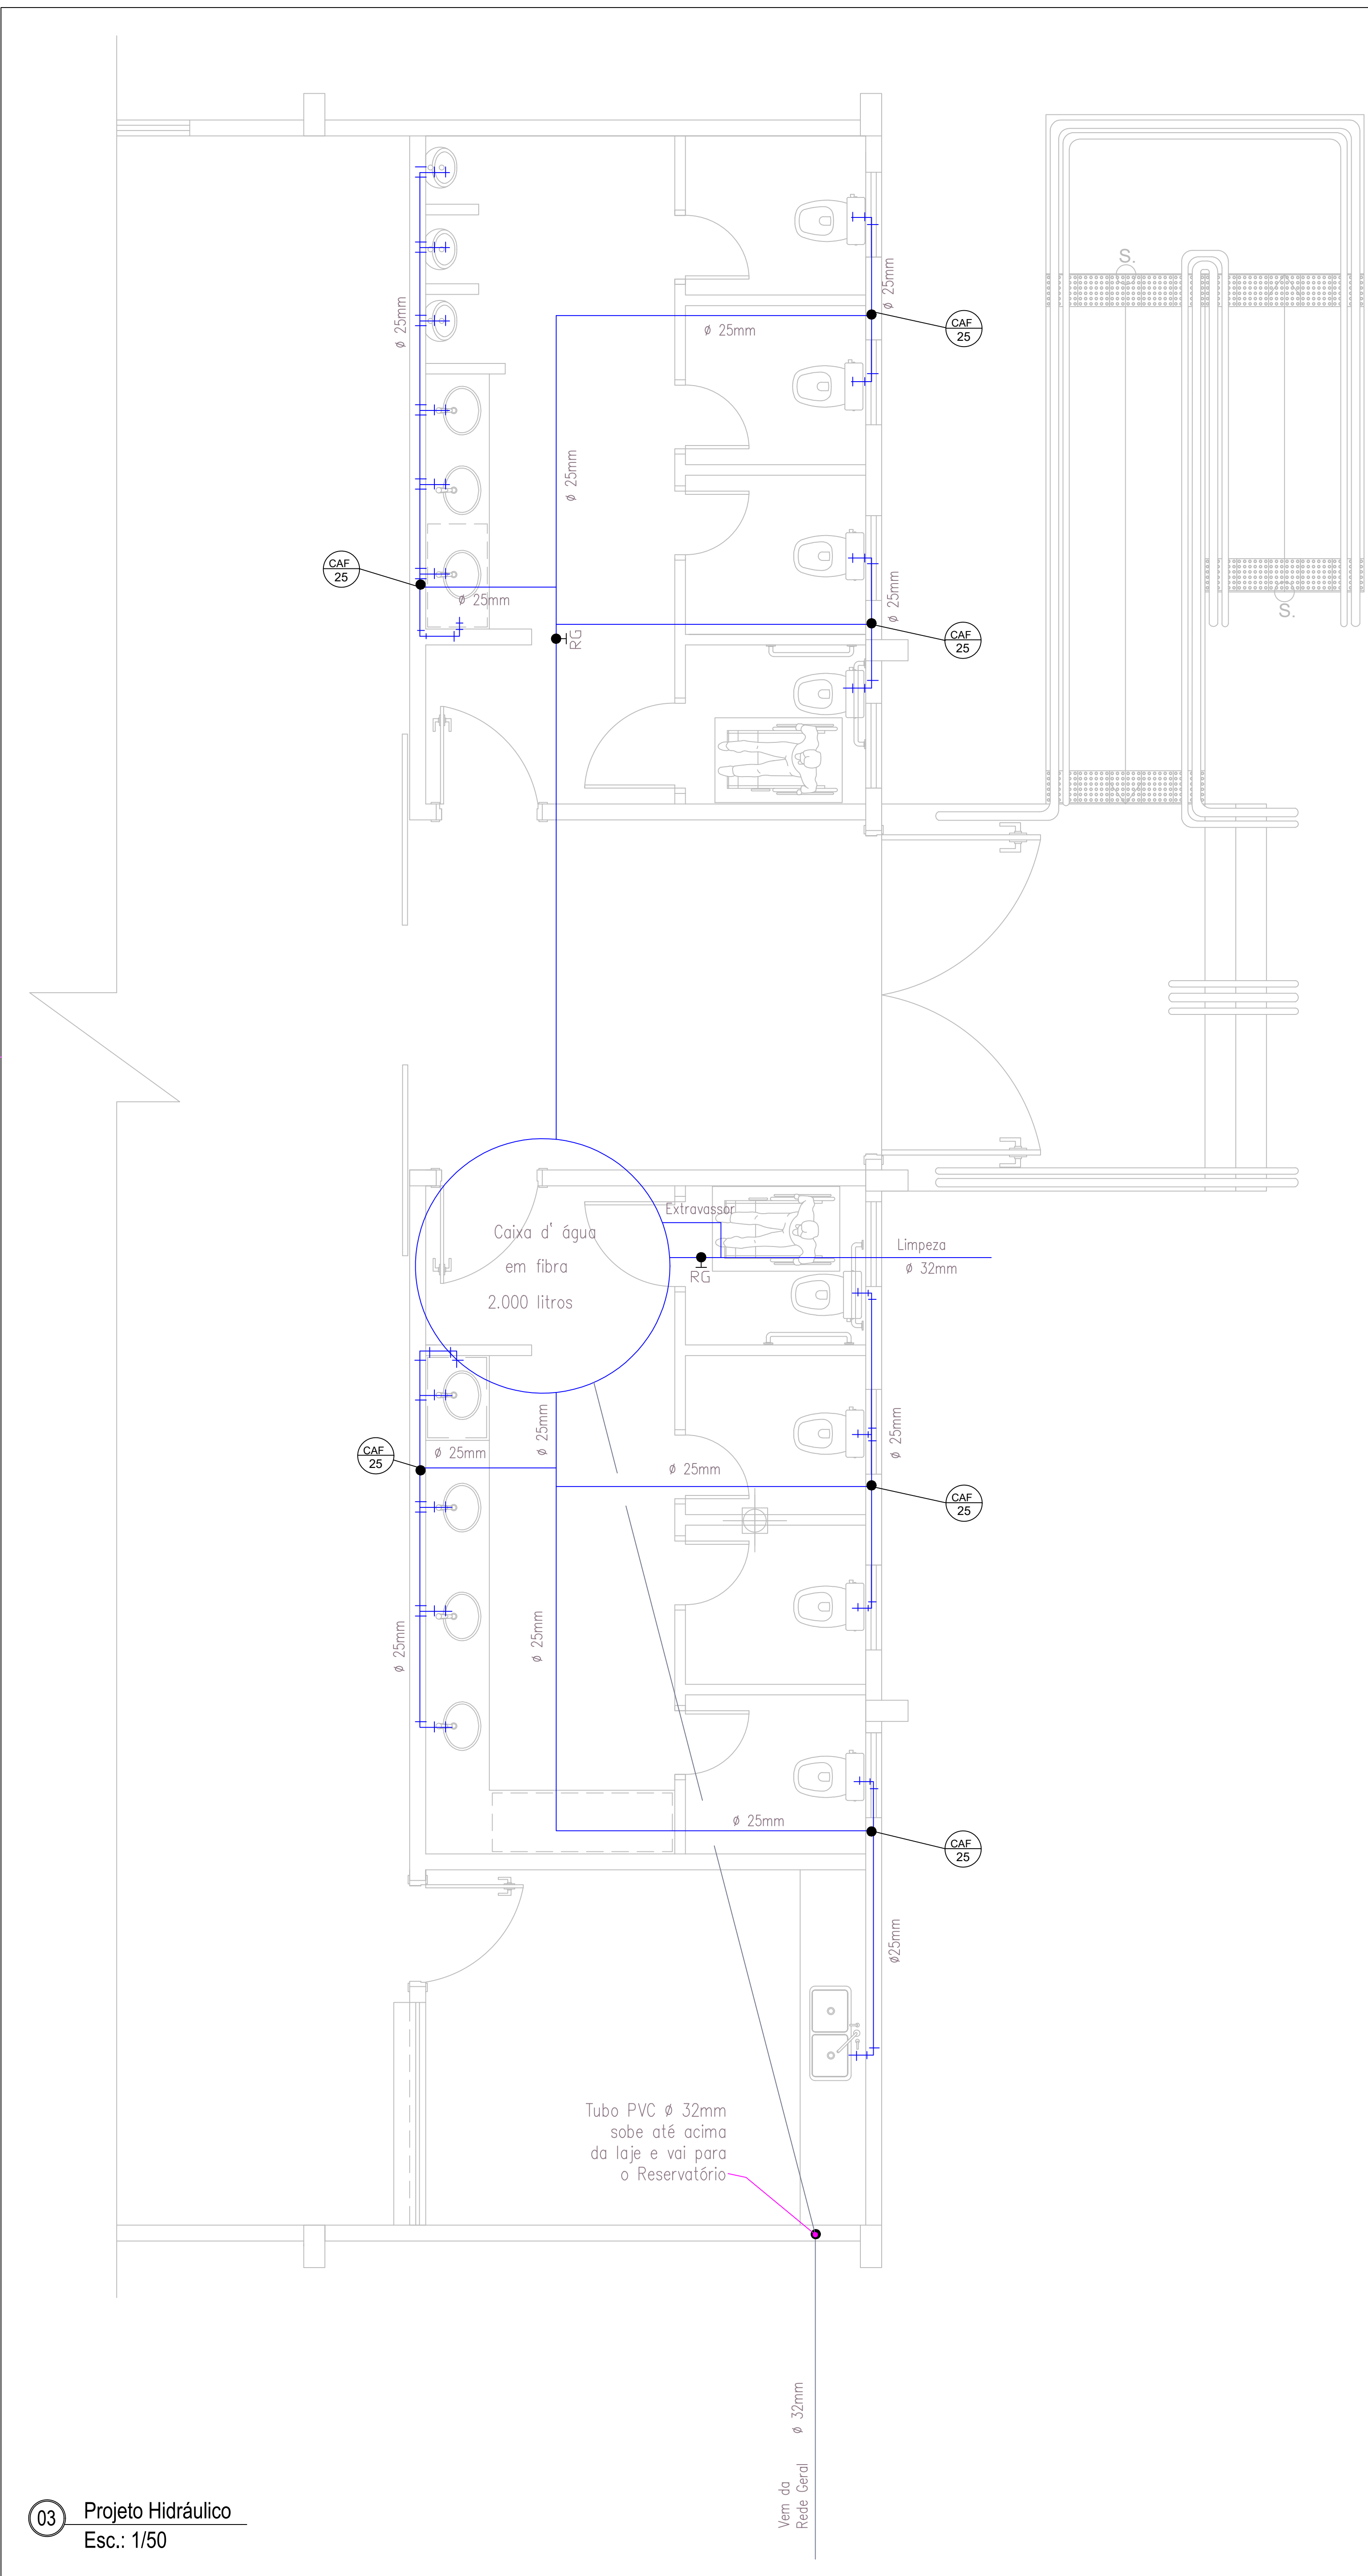 S.
ø 25mm
ø 25mm
ø 25mm
CAF
25
ø 25mm
CAF
25
ø 25mm
ø 25mm
S.
RG
CAF
25
Extravassor
Caixa d' água
em fibra
2.000 litros
RG
Limpeza
ø 32mm
ø 25mm
ø 25mm
ø 25mm
ø 25mm
CAF
25
CAF
25
ø 25mm
ø 25mm
ø 25mm
CAF
25
ø25mm
Tubo PVC ø 32mm
sobe até acima
da laje e vai para
o Reservatório
ø 32mm
Vem da
Rede Geral
03
Projeto Hidráulico
Esc.: 1/50